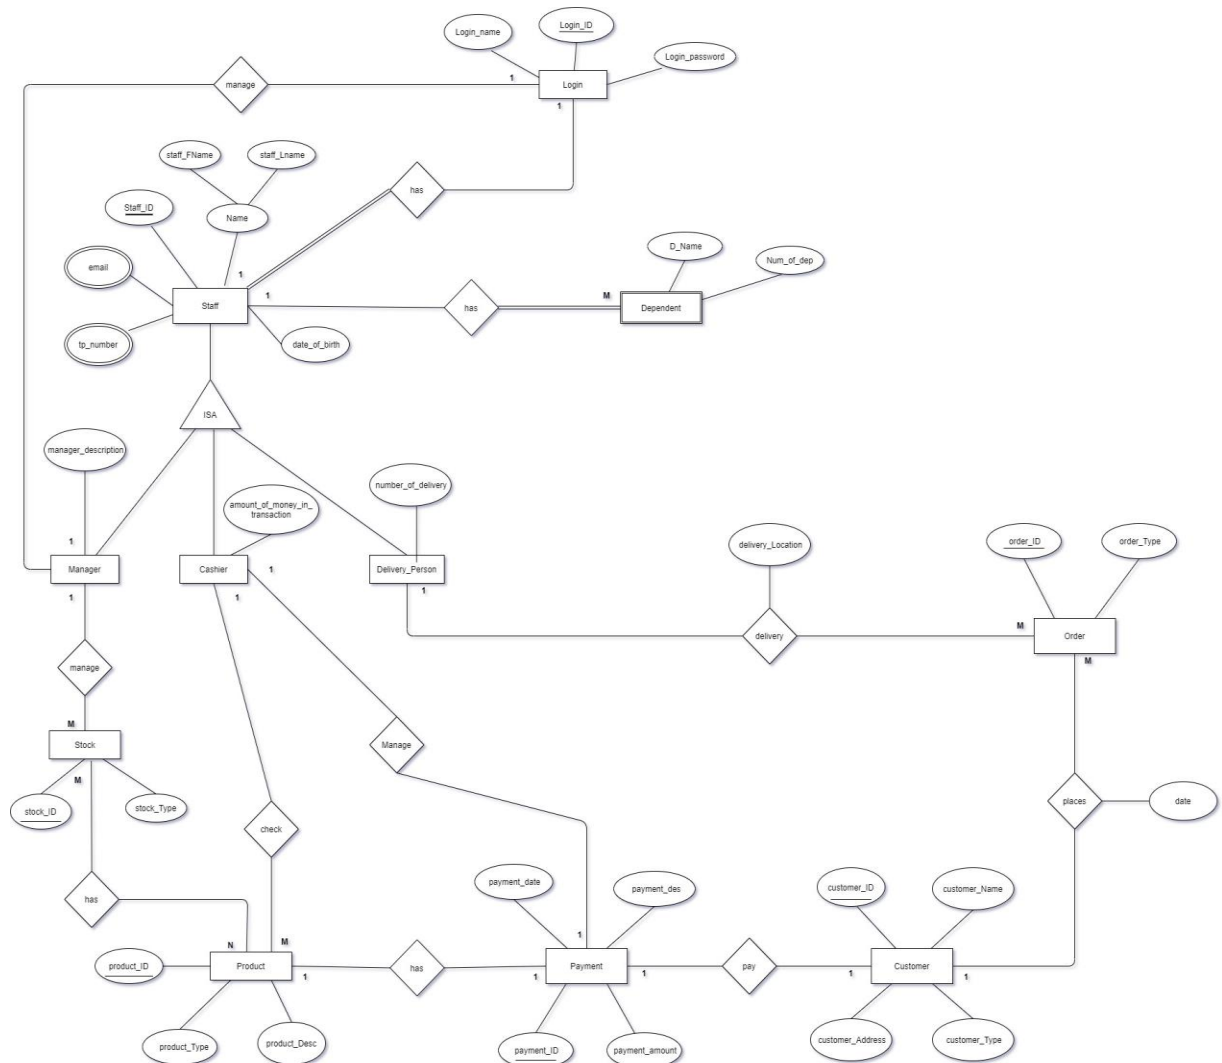 Login_name
Login_ID
Login_password
manage
1
Login
1
staff_FName
staff_Lname
has
Staff_ID
Name
D_Name
Num_of_dep
email
1
1
M
Staff
has
Dependent
tp_number
date_of_birth
ISA
manager_description
number_of_delivery
amount_of_money_in_
transaction
delivery_Location
order_ID
order_Type
1
Manager
Cashier
1
Delivery_Person
1
1
1
M
delivery
Order
M
manage
M
Stock
Manage
M
stock_ID
stock_Type
places
date
check
payment_date
payment_des
customer_ID
customer_Name
has
1
N
M
product_ID
Product
1
has
1
Payment
1
pay
1
Customer
1
product_Type
product_Desc
payment_ID
payment_amount
customer_Address
customer_Type